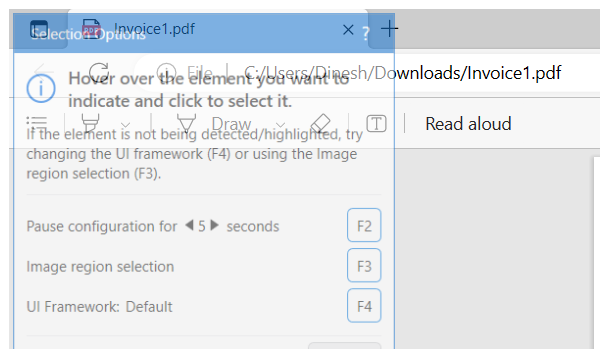 Invoice1.pdf
Selection Options ?
File | C:/Users/Dinesh/Downloads/Invoice1.pdf
Hover over the element you want to
indicate and click to select it.
Draw T Read aloud
If the element is not being detected/highlighted, try
changing the UI framework (F4) or using the Image
region selection (F3).
Pause configuration for 5 seconds F2
Image region selection F3
UI Framework: Default F4